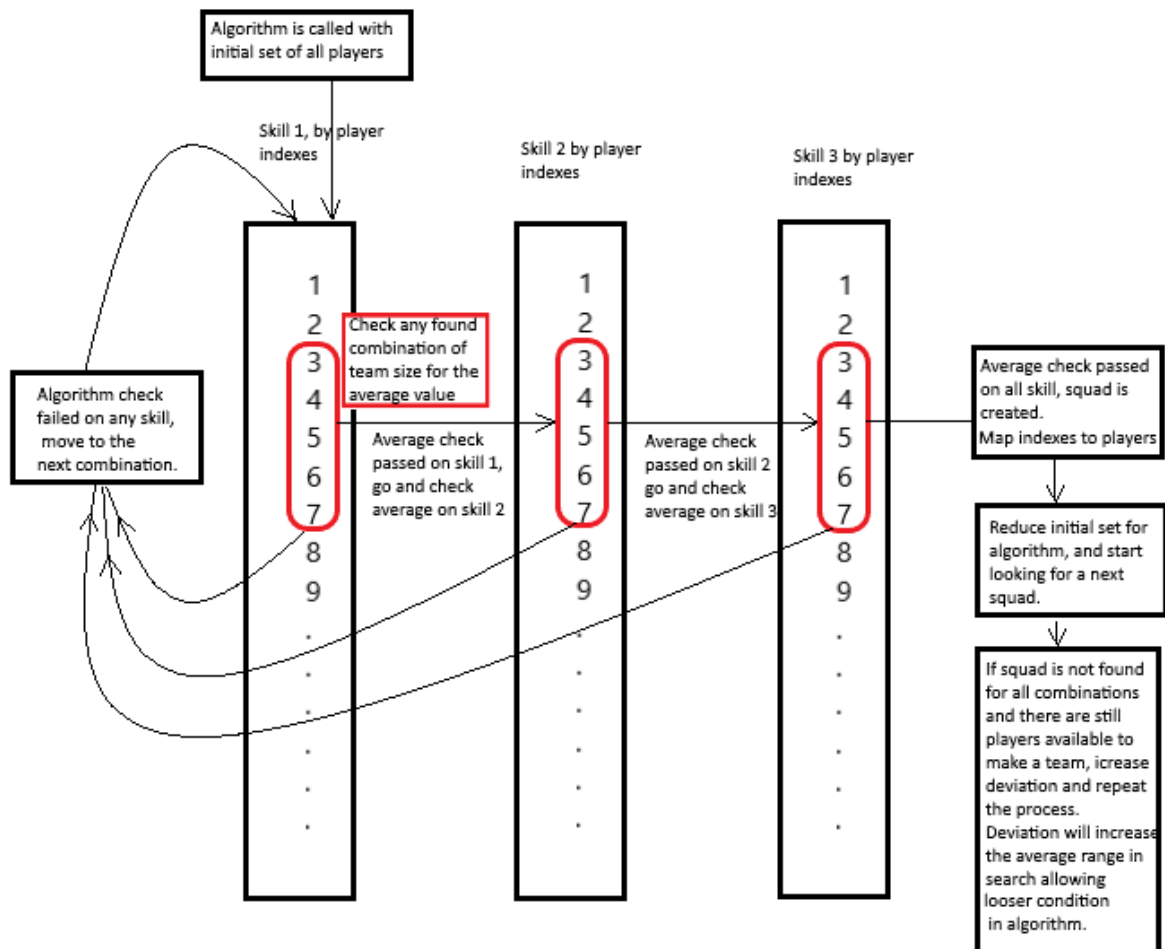 Algorithm is called with
initial set of all players
Skill 1, by player
indexes
Skill 2 by player
indexes
Skill 3 by player
indexes
1
2
3
4
5
6
7
8
9
.
.
.
.
.
.
Check any found
combination of
team size for the
average value
Average check
passed on skill 1,
go and check
average on skill 2
1
2
3
4
5
6
7
8
9
.
.
.
.
.
.
Average check
passed on skill 2
go and check
average on skill 3
1
2
3
4
5
6
7
8
9
.
.
.
.
.
.
Algorithm check
failed on any skill,
move to the
next combination.
Average check passed
on all skill, squad is
created.
Map indexes to players
Reduce initial set for
algorithm, and start
looking for a next
squad.
If squad is not found
for all combinations
and there are still
players available to
make a team, icrease
deviation and repeat
the process.
Deviation will increase
the average range in
search allowing
looser condition
in algorithm.